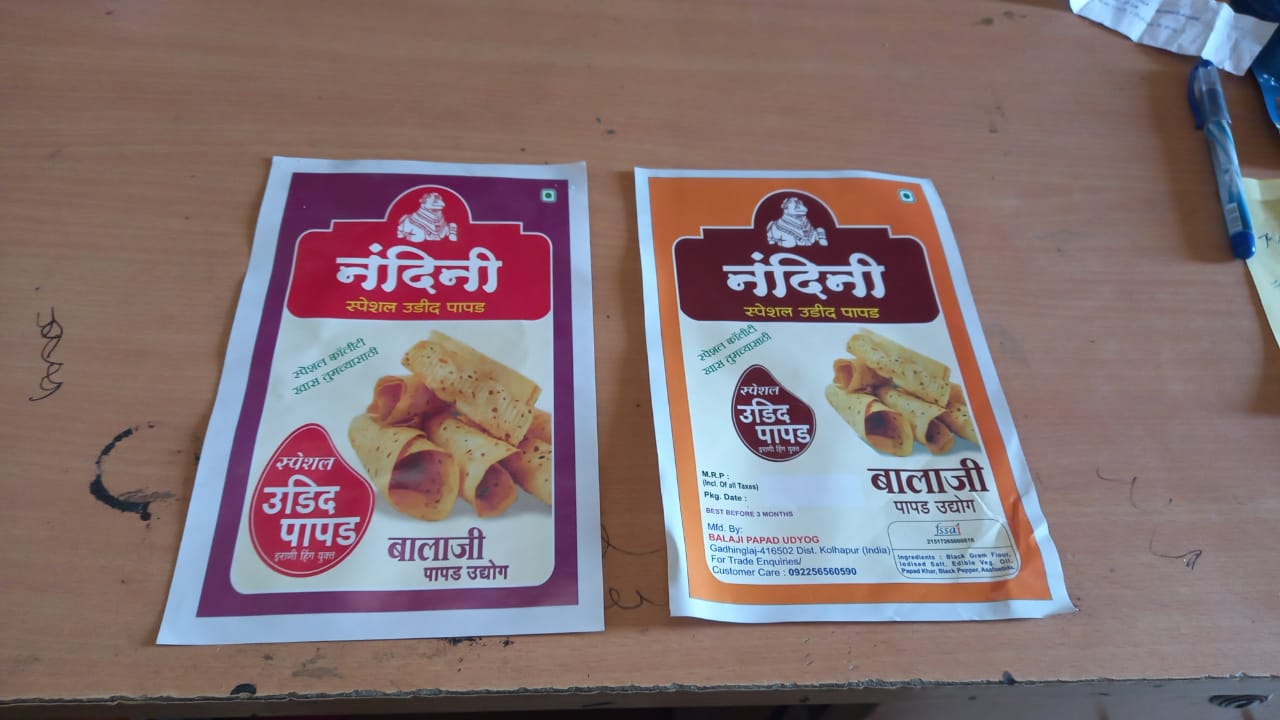 नंदिनी
स्पेशल उडीद पापड
स्पेशल कॉलीटी
खास तुमच्यासाठी
स्पेशल
उडिद
पापड
इराणी हिंग युक्त
बालाजी
पापड उद्योग
नंदिनी
स्पेशल उडीद पापड
स्पेशल कॉलीटी
खास तुमच्यासाठी
स्पेशल
उडिद
पापड
इराणी हिंग युक्त
बालाजी
पापड उद्योग
M.R.P :
(Incl. Of all Taxes)
Pkg. Date :
BEST BEFORE 3 MONTHS
Mfd. By:
BALAJI PAPAD UDYOG
Gadhinglaj-416502 Dist. Kolhapur (India)
For Trade Enquiries/
Customer Care : 092256560590
fssai
Ingredients : Black Gram Flour,
Iodised Salt, Edible Veg. Oil,
Papad Khar, Black Pepper, Asafoetida.